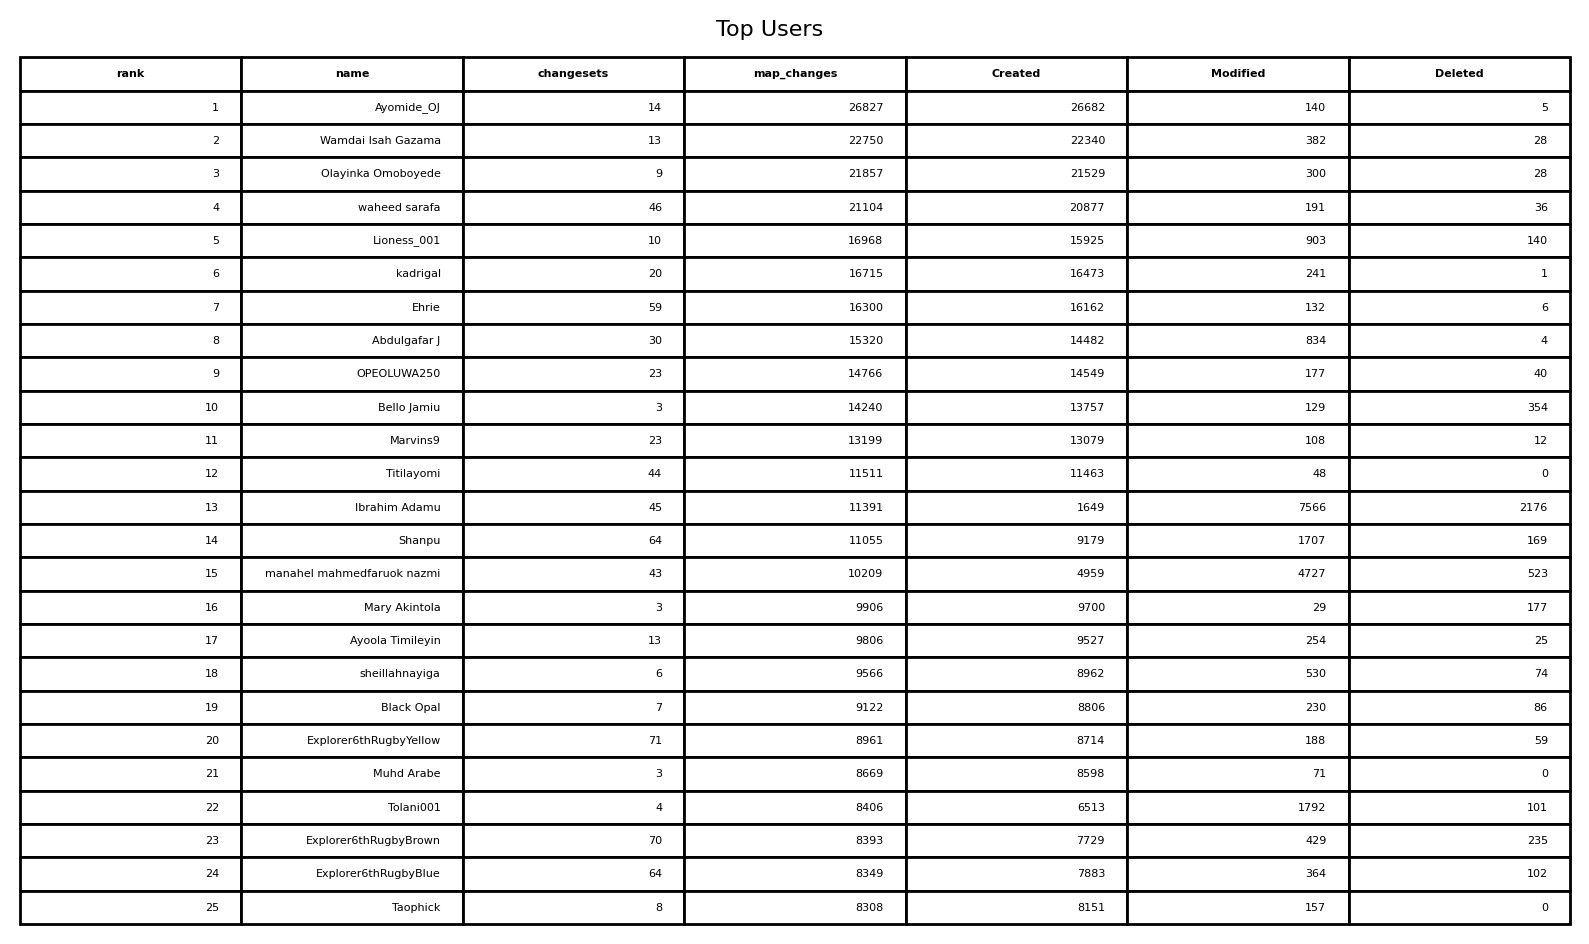 Top Users
rank name changesets map_changes Created Modified Deleted
1 Ayomide_OJ 14 26827 26682 140 5
2 Wamdai Isah Gazama 13 22750 22340 382 28
3 Olayinka Omoboyede 9 21857 21529 300 28
4 waheed sarafa 46 21104 20877 191 36
5 Lioness_001 10 16968 15925 903 140
6 kadrigal 20 16715 16473 241 1
7 Ehrie 59 16300 16162 132 6
8 Abdulgafar J 30 15320 14482 834 4
9 OPEOLUWA250 23 14766 14549 177 40
10 Bello Jamiu 3 14240 13757 129 354
11 Marvins9 23 13199 13079 108 12
12 Titilayomi 44 11511 11463 48 0
13 Ibrahim Adamu 45 11391 1649 7566 2176
14 Shanpu 64 11055 9179 1707 169
15 manahel mahmedfaruok nazmi 43 10209 4959 4727 523
16 Mary Akintola 3 9906 9700 29 177
17 Ayoola Timileyin 13 9806 9527 254 25
18 sheillahnayiga 6 9566 8962 530 74
19 Black Opal 7 9122 8806 230 86
20 Explorer6thRugbyYellow 71 8961 8714 188 59
21 Muhd Arabe 3 8669 8598 71 0
22 Tolani001 4 8406 6513 1792 101
23 Explorer6thRugbyBrown 70 8393 7729 429 235
24 Explorer6thRugbyBlue 64 8349 7883 364 102
25 Taophick 8 8308 8151 157 0